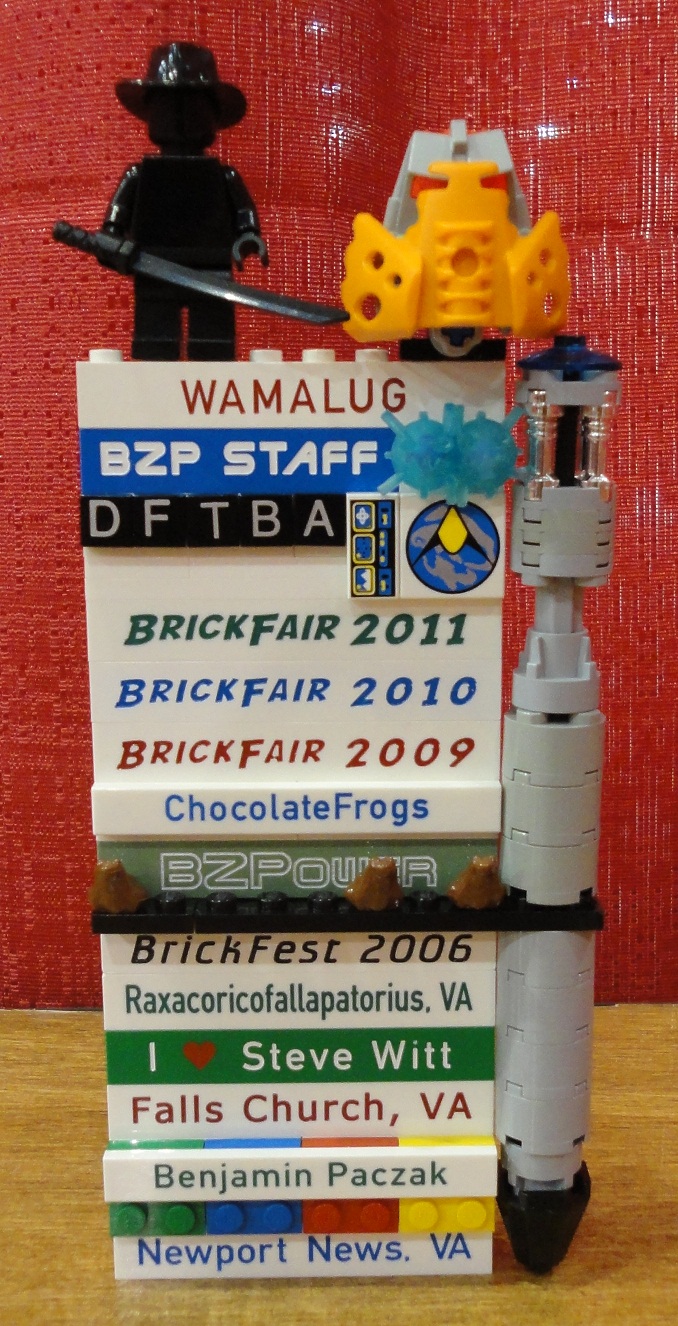 WAMALUG
BZP STAFF
DFTBA
BRICKFAIR 2011
BRICKFAIR 2010
BRICKFAIR 2009
ChocolateFrogs
BZPOWER
BRICKFEST 2006
Raxacoricofallapatorius, VA
I ♥ Steve Witt
Falls Church, VA
Benjamin Paczak
Newport News, VA